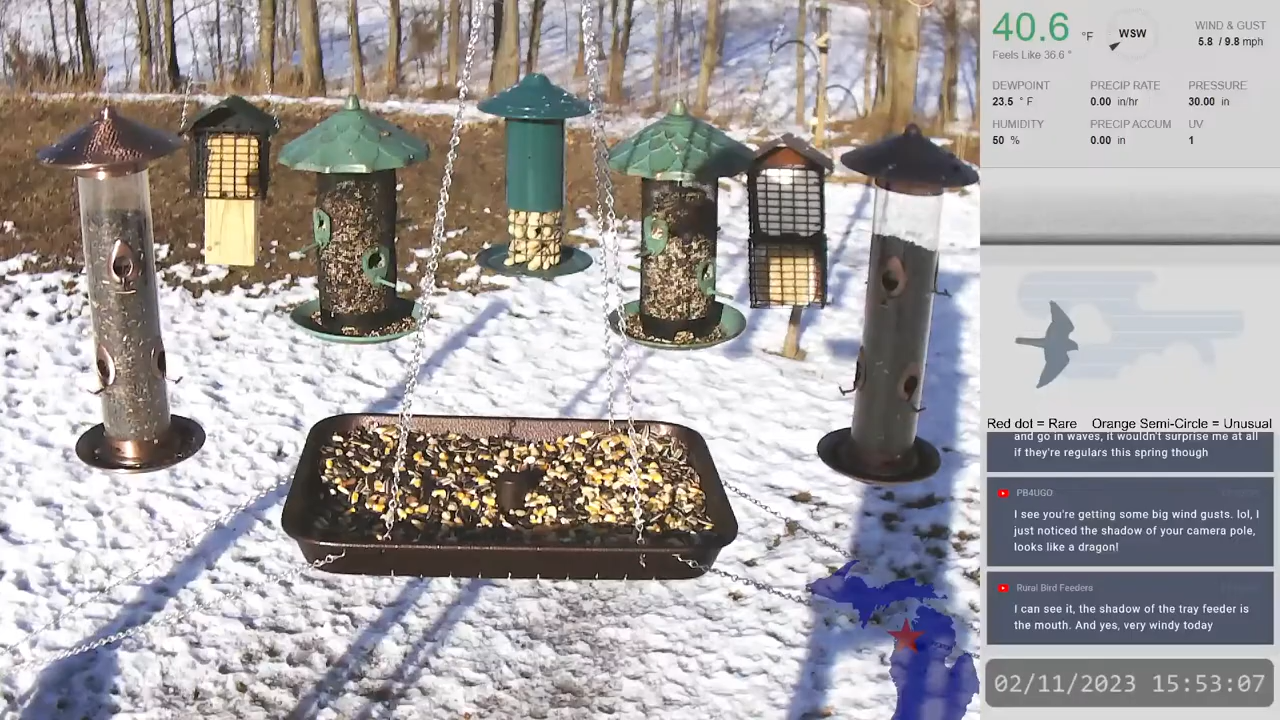 40.6 °F
Feels Like 36.6 °
WSW
WIND & GUST
5.8 / 9.8 mph
DEWPOINT
23.5 ° F
PRECIP RATE
0.00 in/hr
PRESSURE
30.00 in
HUMIDITY
50 %
PRECIP ACCUM
0.00 in
UV
1
Red dot = Rare Orange Semi-Circle = Unusual
and go in waves, it wouldn't surprise me at all
if they're regulars this spring though
PB4UGO
I see you're getting some big wind gusts. lol, I
just noticed the shadow of your camera pole,
looks like a dragon!
Rural Bird Feeders
I can see it, the shadow of the tray feeder is
the mouth. And yes, very windy today
02/11/2023 15:53:07